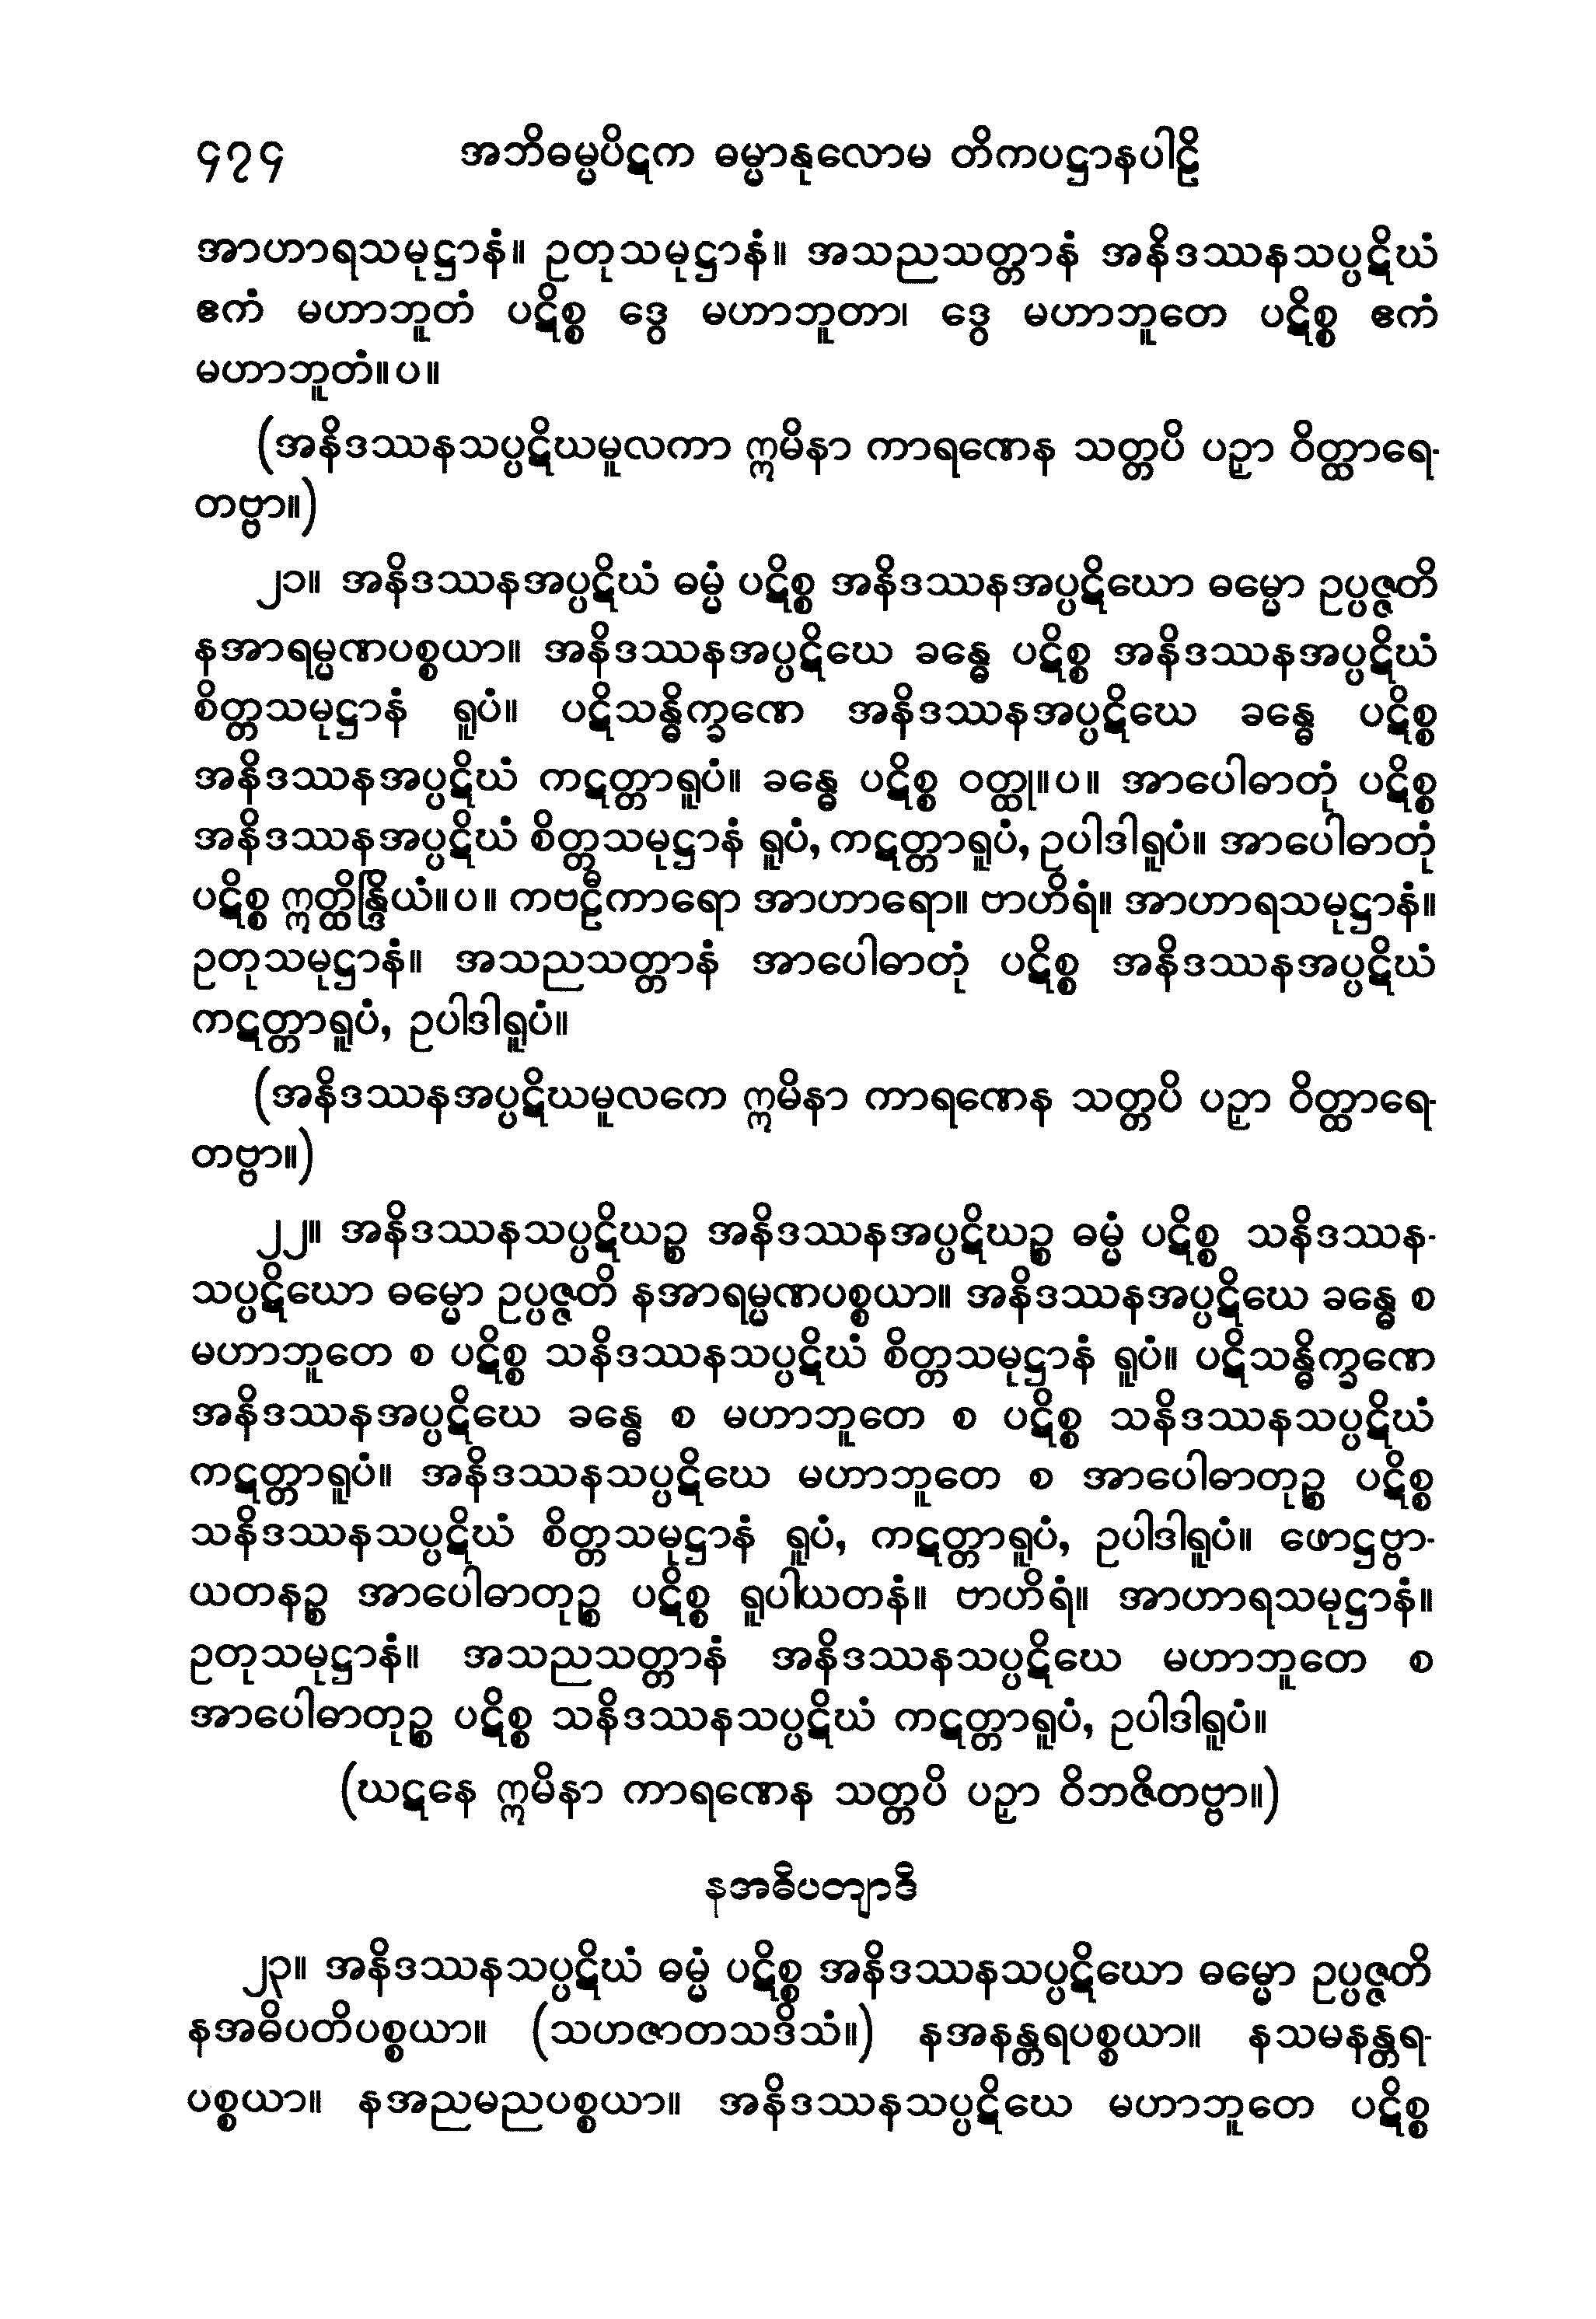 ၄၇၄ အဘိဓမ္မပိဋက ဓမ္မာနုလောမ တိကပဋ္ဌာနပါဠိ
အာဟာရသမုဋ္ဌာနံ။ ဥတုသမုဋ္ဌာနံ။ အသညသတ္တာနံ အနိဒဿနသပ္ပဋိဃံ
ဧကံ မဟာဘူတံ ပဋိစ္စ ဒွေ မဟာဘူတာ၊ ဒွေ မဟာဘူတေ ပဋိစ္စ ဧကံ
မဟာဘူတံ။ပ။
(အနိဒဿနသပ္ပဋိဃမူလကာ ဣမိနာ ကာရဏေန သတ္တပိ ပဉှာ ဝိတ္ထာရေ-
တဗ္ဗာ။)
၂၁။ အနိဒဿနအပ္ပဋိဃံ ဓမ္မံ ပဋိစ္စ အနိဒဿနအပ္ပဋိဃော ဓမ္မော ဥပ္ပဇ္ဇတိ
နအာရမ္မဏပစ္စယာ။ အနိဒဿနအပ္ပဋိဃေ ခန္ဓေ ပဋိစ္စ အနိဒဿနအပ္ပဋိဃံ
စိတ္တသမုဋ္ဌာနံ ရူပံ။ ပဋိသန္ဓိက္ခဏေ အနိဒဿနအပ္ပဋိဃေ ခန္ဓေ ပဋိစ္စ
အနိဒဿနအပ္ပဋိဃံ ကဋတ္တာရူပံ။ ခန္ဓေ ပဋိစ္စ ဝတ္ထု။ပ။ အာပေါဓာတုံ ပဋိစ္စ
အနိဒဿနအပ္ပဋိဃံ စိတ္တသမုဋ္ဌာနံ ရူပံ, ကဋတ္တာရူပံ, ဥပါဒါရူပံ။ အာပေါဓာတုံ
ပဋိစ္စ ဣတ္ထိန္ဒြိယံ။ပ။ ကဗဠီကာရော အာဟာရော။ ဗာဟိရံ။ အာဟာရသမုဋ္ဌာနံ။
ဥတုသမုဋ္ဌာနံ။ အသညသတ္တာနံ အာပေါဓာတုံ ပဋိစ္စ အနိဒဿနအပ္ပဋိဃံ
ကဋတ္တာရူပံ, ဥပါဒါရူပံ။
(အနိဒဿနအပ္ပဋိဃမူလကေ ဣမိနာ ကာရဏေန သတ္တပိ ပဉှာ ဝိတ္ထာရေ-
တဗ္ဗာ။)
၂၂။ အနိဒဿနသပ္ပဋိဃဉ္စ အနိဒဿနအပ္ပဋိဃဉ္စ ဓမ္မံ ပဋိစ္စ သနိဒဿန-
သပ္ပဋိဃော ဓမ္မော ဥပ္ပဇ္ဇတိ နအာရမ္မဏပစ္စယာ။ အနိဒဿနအပ္ပဋိဃေ ခန္ဓေ စ
မဟာဘူတေ စ ပဋိစ္စ သနိဒဿနသပ္ပဋိဃံ စိတ္တသမုဋ္ဌာနံ ရူပံ။ ပဋိသန္ဓိက္ခဏေ
အနိဒဿနအပ္ပဋိဃေ ခန္ဓေ စ မဟာဘူတေ စ ပဋိစ္စ သနိဒဿနသပ္ပဋိဃံ
ကဋတ္တာရူပံ။ အနိဒဿနသပ္ပဋိဃေ မဟာဘူတေ စ အာပေါဓာတုဉ္စ ပဋိစ္စ
သနိဒဿနသပ္ပဋိဃံ စိတ္တသမုဋ္ဌာနံ ရူပံ, ကဋတ္တာရူပံ, ဥပါဒါရူပံ။ ဖောဋ္ဌဗ္ဗာ-
ယတနဉ္စ အာပေါဓာတုဉ္စ ပဋိစ္စ ရူပါယတနံ။ ဗာဟိရံ။ အာဟာရသမုဋ္ဌာနံ။
ဥတုသမုဋ္ဌာနံ။ အသညသတ္တာနံ အနိဒဿနသပ္ပဋိဃေ မဟာဘူတေ စ
အာပေါဓာတုဉ္စ ပဋိစ္စ သနိဒဿနသပ္ပဋိဃံ ကဋတ္တာရူပံ, ဥပါဒါရူပံ။
(ဃဋနေ ဣမိနာ ကာရဏေန သတ္တပိ ပဉှာ ဝိဘဇိတဗ္ဗာ။)
နအဓိပတျာဒိ
၂၃။ အနိဒဿနသပ္ပဋိဃံ ဓမ္မံ ပဋိစ္စ အနိဒဿနသပ္ပဋိဃော ဓမ္မော ဥပ္ပဇ္ဇတိ
နအဓိပတိပစ္စယာ။ (သဟဇာတသဒိသံ။) နအနန္တရပစ္စယာ။ နသမနန္တရ-
ပစ္စယာ။ နအညမညပစ္စယာ။ အနိဒဿနသပ္ပဋိဃေ မဟာဘူတေ ပဋိစ္စ